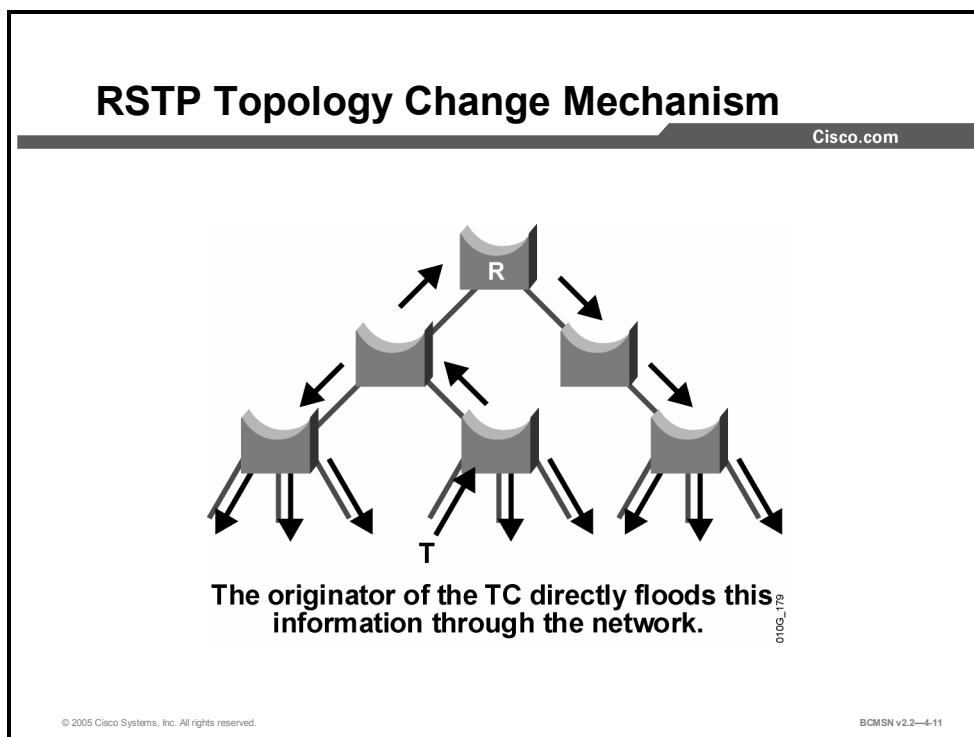 RSTP Topology Change Mechanism
Cisco.com
R
T
The originator of the TC directly floods this
information through the network.
010G_179
© 2005 Cisco Systems, Inc. All rights reserved.
BCMSN v2.2—4-11